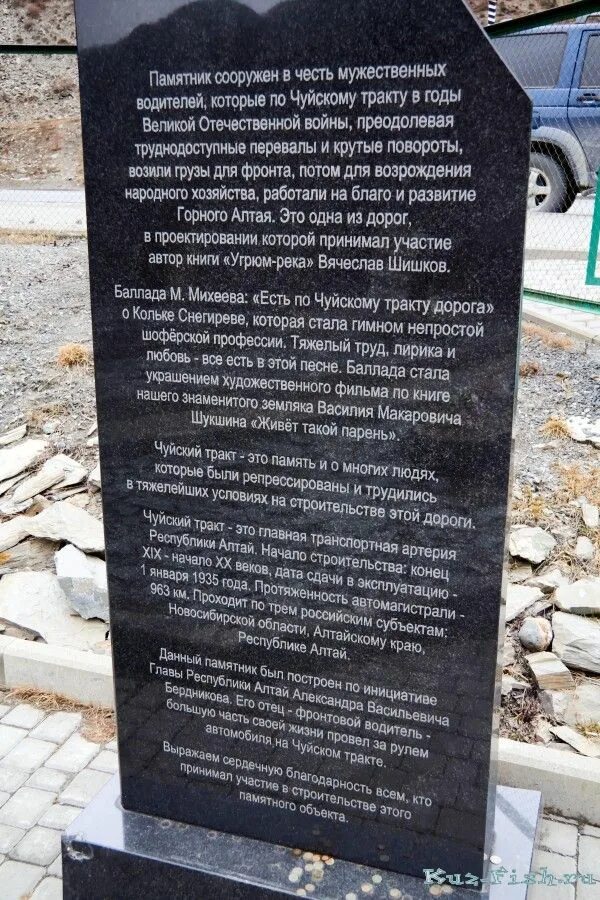 Памятник сооружен в честь мужественных
водителей, которые по Чуйскому тракту в годы
Великой Отечественной войны, преодолевая
труднодоступные перевалы и крутые повороты,
возили грузы для фронта, потом для возрождения
народного хозяйства, работали на благо и развитие
Горного Алтая. Это одна из дорог,
в проектировании которой принимал участие
автор книги «Угрюм-река» Вячеслав Шишков.
Баллада М. Михеева: «Есть по Чуйскому тракту дорога»
о Кольке Снегиреве, которая стала гимном непростой
шофёрской профессии. Тяжелый труд, лирика и
любовь - все есть в этой песне. Баллада стала
украшением художественного фильма по книге
нашего знаменитого земляка Василия Макаровича
Шукшина «Живёт такой парень».
Чуйский тракт - это память и о многих людях,
которые были репрессированы и трудились
в тяжелейших условиях на строительстве этой дороги.
Чуйский тракт - это главная транспортная артерия
Республики Алтай. Начало строительства: конец
XIX - начало XX веков, дата сдачи в эксплуатацию -
1 января 1935 года. Протяженность автомагистрали -
963 км. Проходит по трем российским субъектам:
Новосибирской области, Алтайскому краю,
Республике Алтай.
Данный памятник был построен по инициативе
Главы Республики Алтай Александра Васильевича
Бердникова. Его отец - фронтовой водитель -
большую часть своей жизни провел за рулем
автомобиля на Чуйском тракте.
Выражаем сердечную благодарность всем, кто
принимал участие в строительстве этого
памятного объекта.
Kuz-fish.ru